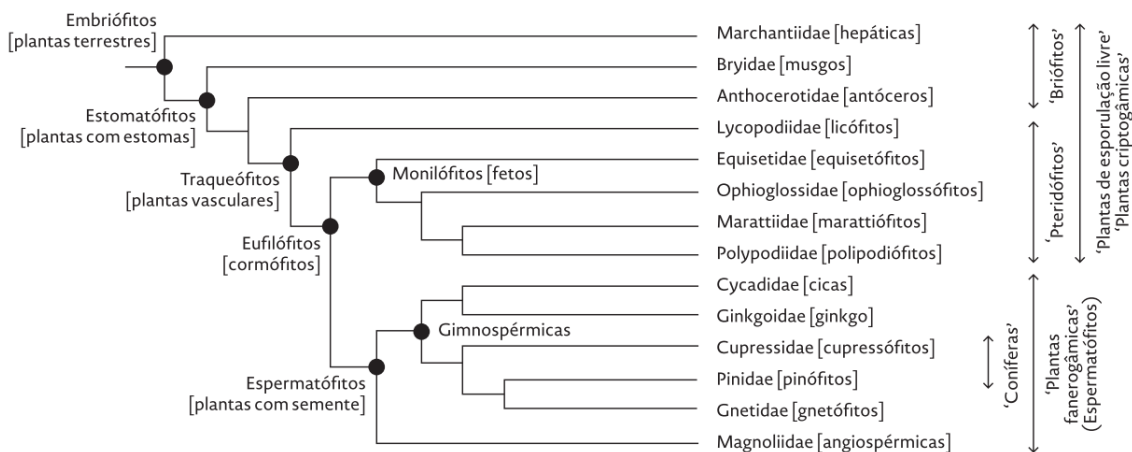 Embriófitos
[plantas terrestres]
Estomatófitos
[plantas com estomas]
Traqueófitos
[plantas vasculares]
Monilófitos [fetos]
Eufilófitos
[cormófitos]
Gimnospérmicas
Espermatófitos
[plantas com semente]
Marchantiidae [hepáticas]
Bryidae [musgos]
Anthocerotidae [antóceros]
Lycopodiidae [licófitos]
Equisetidae [equisetófitos]
Ophioglossidae [ophioglossófitos]
Marattiidae [marattiófitos]
Polypodiidae [polipodiófitos]
Cycadidae [cicas]
Ginkgoidae [ginkgo]
Cupressidae [cupressófitos]
Pinidae [pinófitos]
Gnetidae [gnetófitos]
Magnoliidae [angiospérmicas]
‘Briófitos’
‘Pteridófitos’
‘Plantas de esporulação livre’
‘Plantas criptogâmicas’
‘Coníferas’
‘Plantas
fanerogâmicas’
(Espermatófitos)